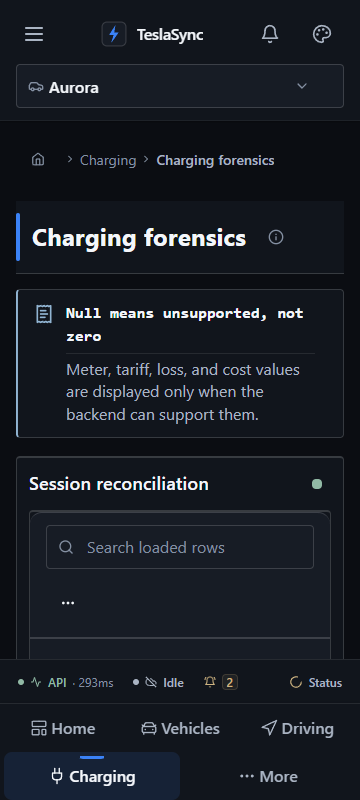 TeslaSync
Aurora
Charging
Charging forensics
Charging forensics
Null means unsupported, not
zero
Meter, tariff, loss, and cost values
are displayed only when the
backend can support them.
Session reconciliation
Search loaded rows
...
API · 293ms
Idle
2
Status
Home
Vehicles
Driving
Charging
More